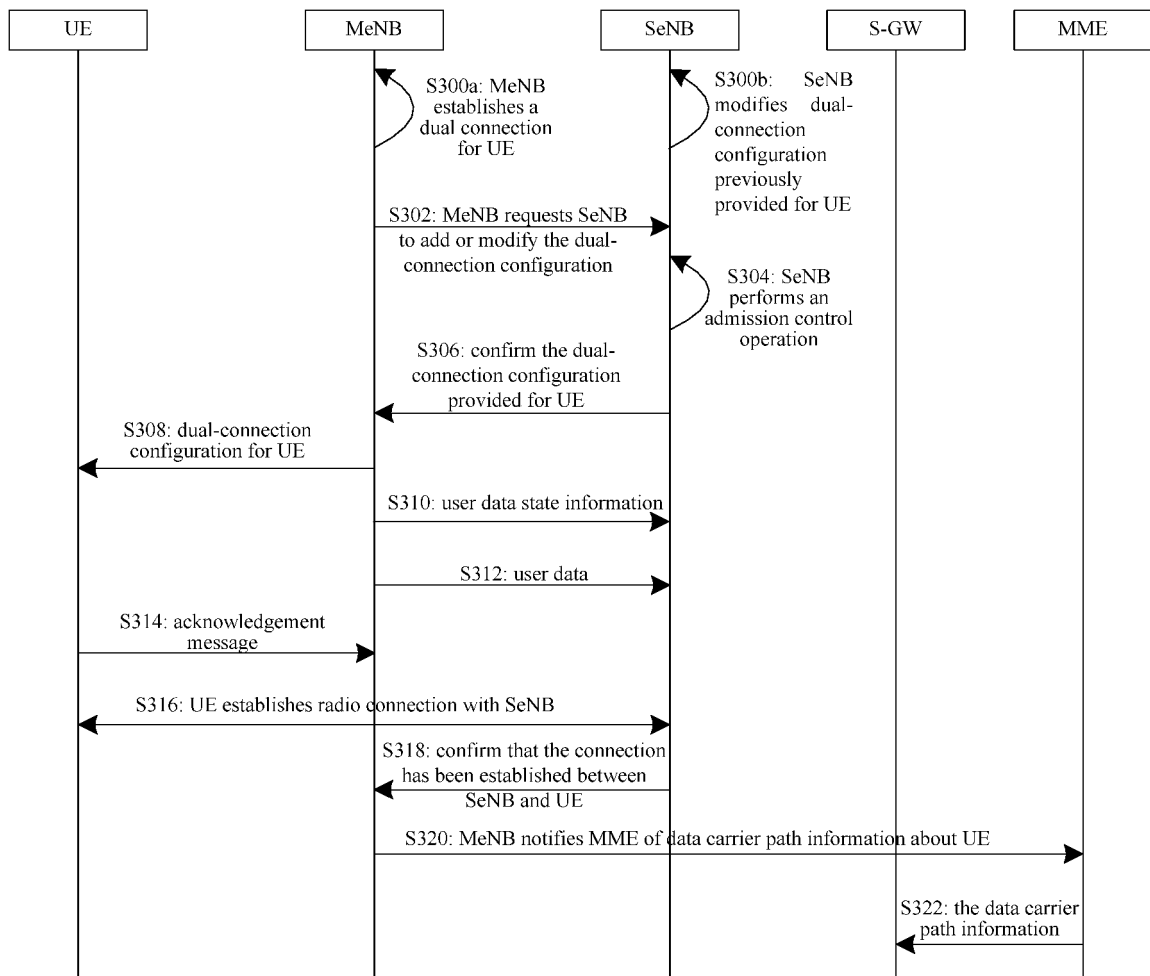 UE
MeNB
SeNB
S-GW
MME
S300a: MeNB
establishes a
dual connection
for UE
S300b: SeNB
modifies dual-
connection
configuration
previously
provided for UE
S302: MeNB requests SeNB
to add or modify the dual-
connection configuration
S304: SeNB
performs an
admission control
operation
S306: confirm the dual-
connection configuration
provided for UE
S308: dual-connection
configuration for UE
S310: user data state information
S312: user data
S314: acknowledgement
message
S316: UE establishes radio connection with SeNB
S318: confirm that the connection
has been established between
SeNB and UE
S320: MeNB notifies MME of data carrier path information about UE
S322: the data carrier
path information